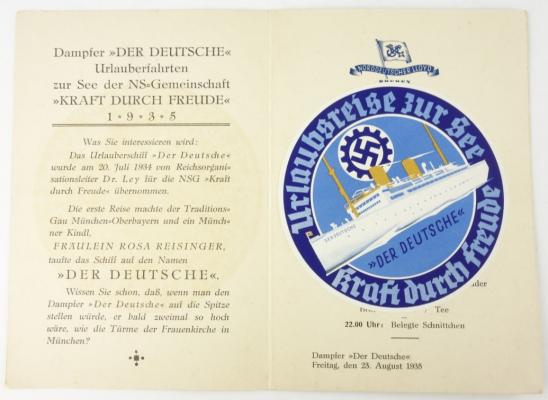 Dampfer »DER DEUTSCHE«
Urlauberfahrten
zur See der NS=Gemeinschaft
»KRAFT DURCH FREUDE«
1•9•3•5
Was Sie interessieren wird:
Das Urlauberschiff »Der Deutsche«
wurde am 20. Juli 1934 von Reichsorgani=
sationsleiter Dr. Ley für die NSG »Kraft
durch Freude« übernommen.
Die erste Reise machte der Traditions=
Gau München=Oberbayern und ein Münch=
ner Kindl,
FRÄULEIN ROSA REISINGER,
taufte das Schiff auf den Namen
»DER DEUTSCHE«.
Wissen Sie schon, daß, wenn man den
Dampfer »Der Deutsche« auf die Spitze
stellen würde, er bald zweimal so hoch
wäre, wie die Türme der Frauenkirche in
München?
NORDDEUTSCHER LLOYD
BREMEN
Urlaubsreise zur See
DER DEUTSCHE
»DER DEUTSCHE«
Kraft durch Freude
Tee
22.00 Uhr: Belegte Schnittchen
Dampfer »Der Deutsche«
Freitag, den 23. August 1935